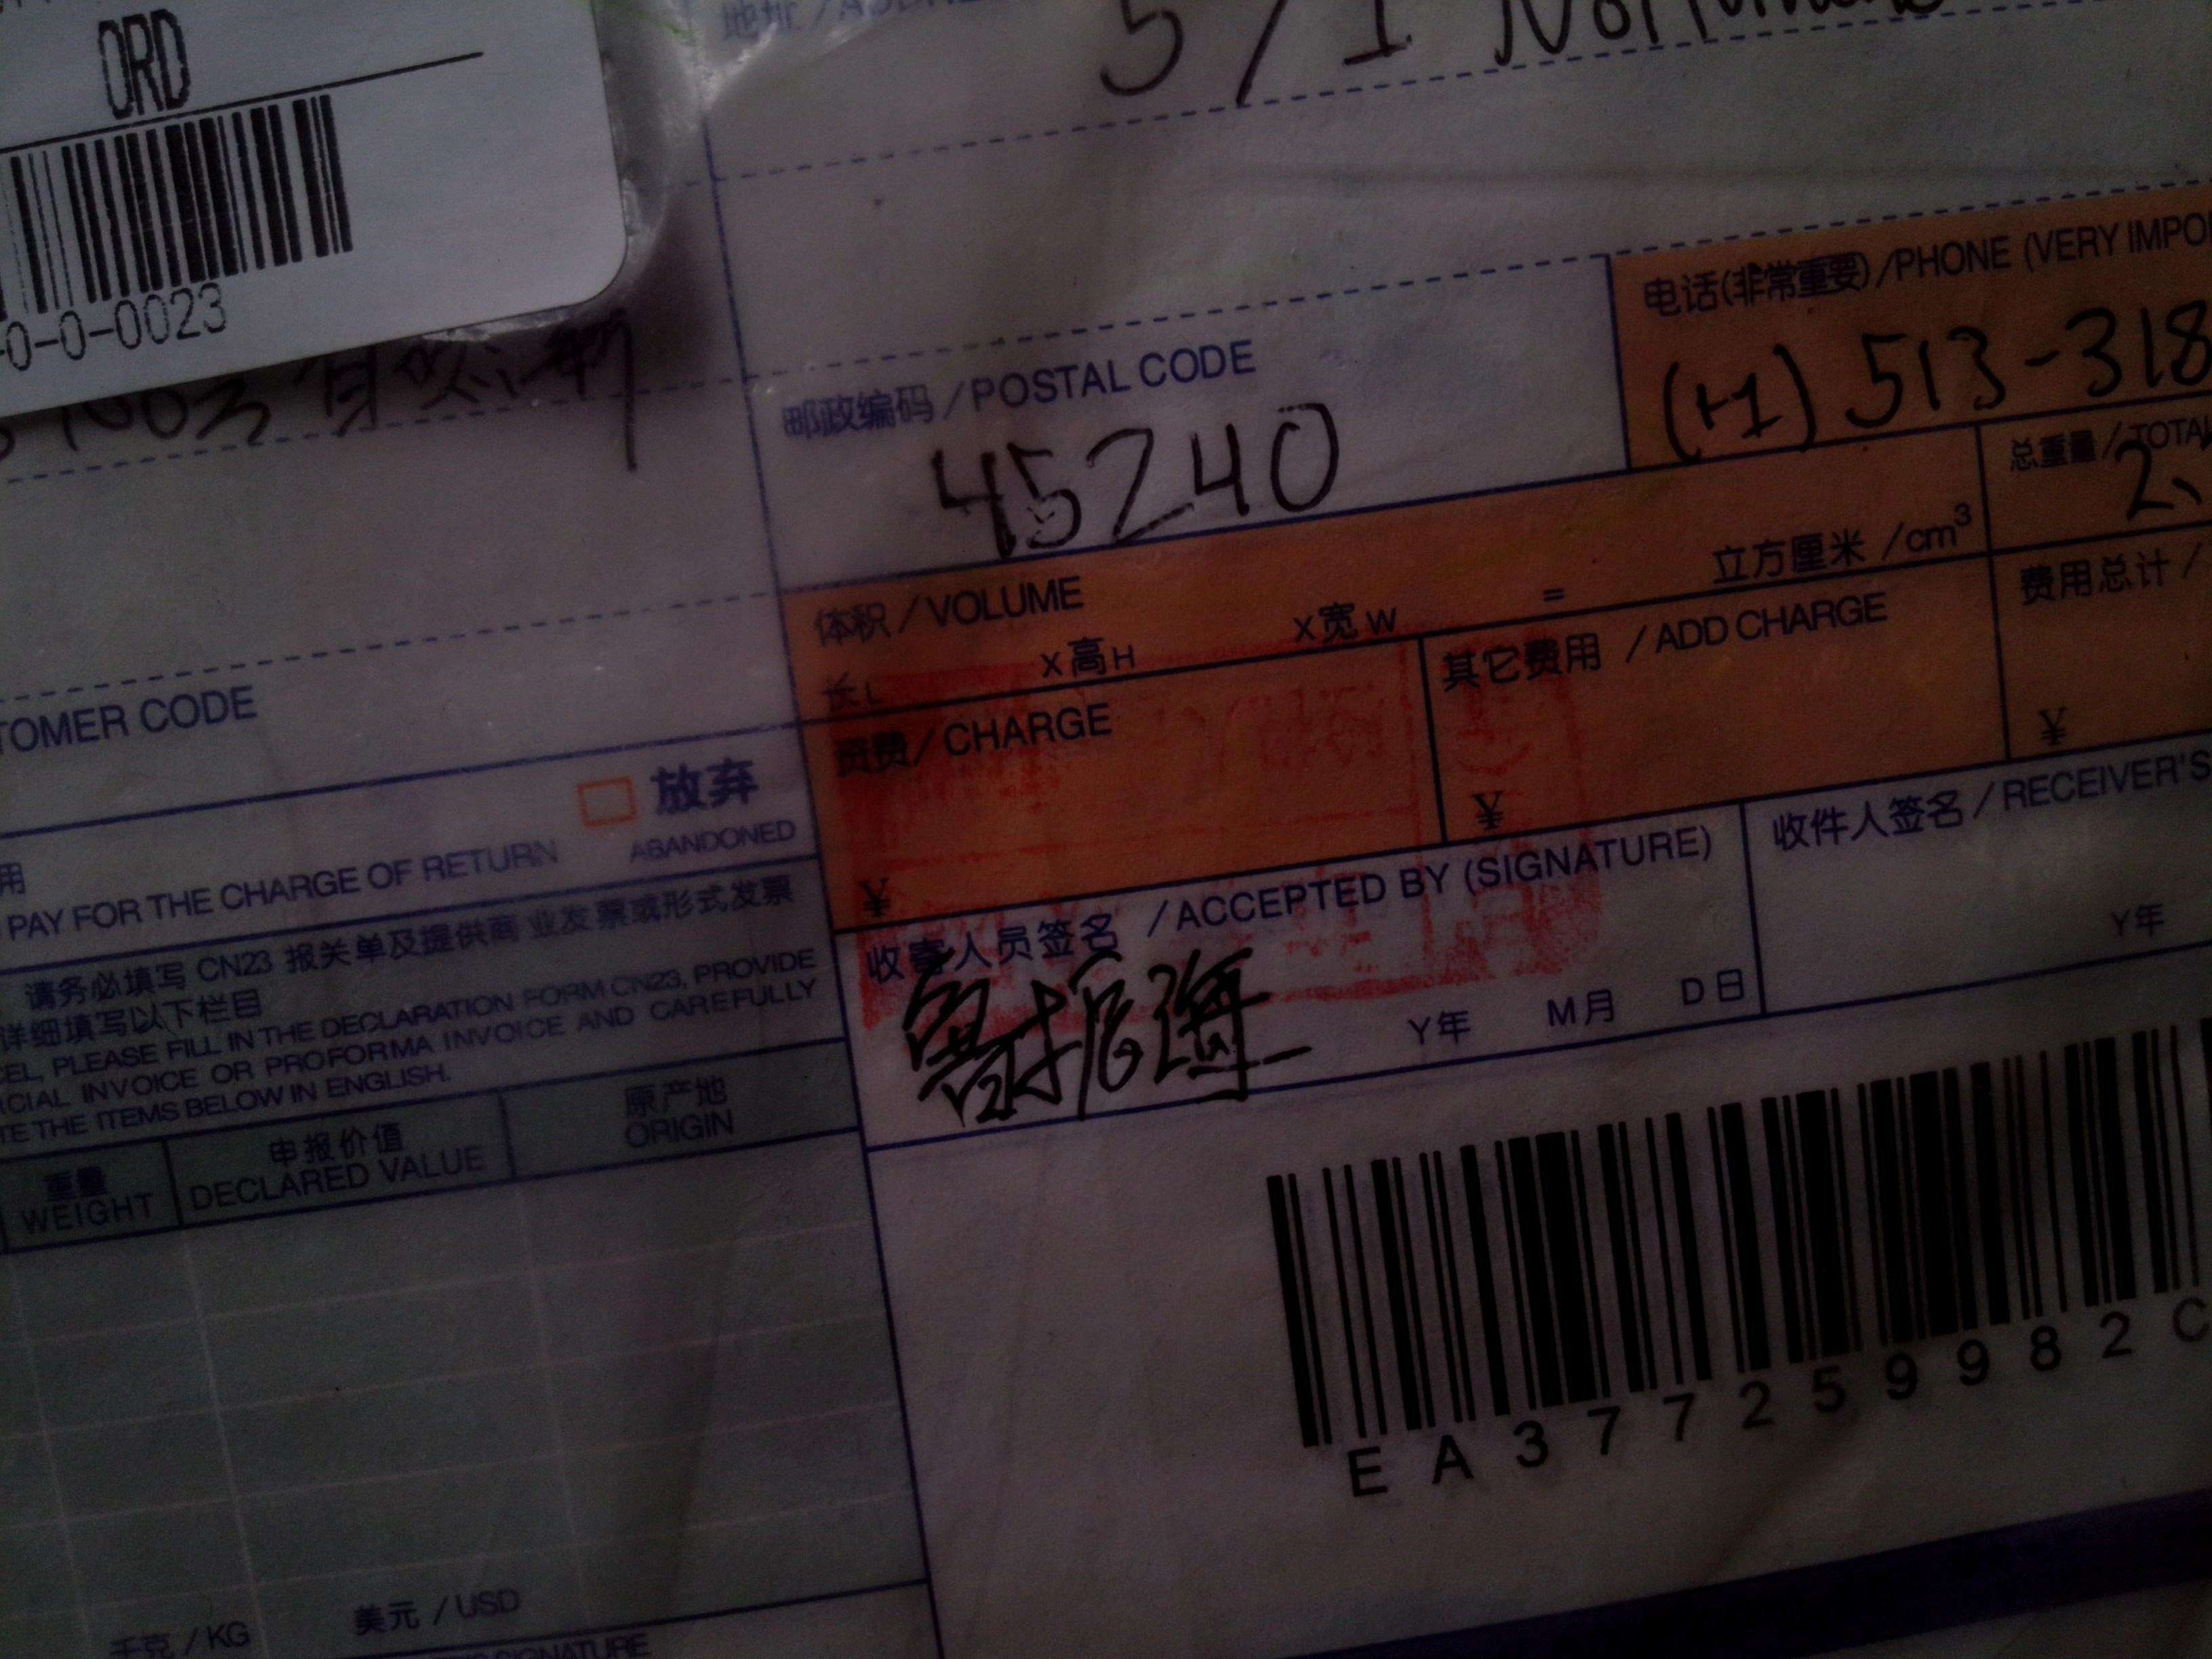 ORD
0-0-0023
地址
571
邮政编码 / POSTAL CODE
45240
电话(非常重要) / PHONE (VERY
(+1) 513-318
总重量 /
体积 / VOLUME
长L x高H x宽W = 立方厘米 / cm³
资费 / CHARGE
¥
其它费用 / ADD CHARGE
¥
费用总计 /
¥
收寄人员签名 / ACCEPTED BY (SIGNATURE)
Y年 M月 D日
收件人签名 / RECEIVER'S
Y年
CODE
用
放弃
PAY FOR THE CHARGE OF RETURN ABANDONED
请务必填写 CN23 报关单及提供商业发票或形式发票
详细填写以下栏目
PLEASE FILL IN THE DECLARATION FORM CN23, PROVIDE
INVOICE OR PROFORMA INVOICE AND CAREFULLY
THE ITEMS BELOW IN ENGLISH.
重量
WEIGHT
申报价值
DECLARED VALUE
原产地
ORIGIN
千克 / KG
美元 / USD
SIGNATURE
EA377259982C